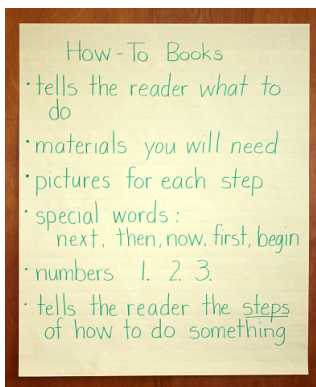 How-To Books
· tells the reader what to
do
· materials you will need
· pictures for each step
· special words:
next, then, now, first, begin
· numbers 1. 2. 3.
· tells the reader the steps
of how to do something